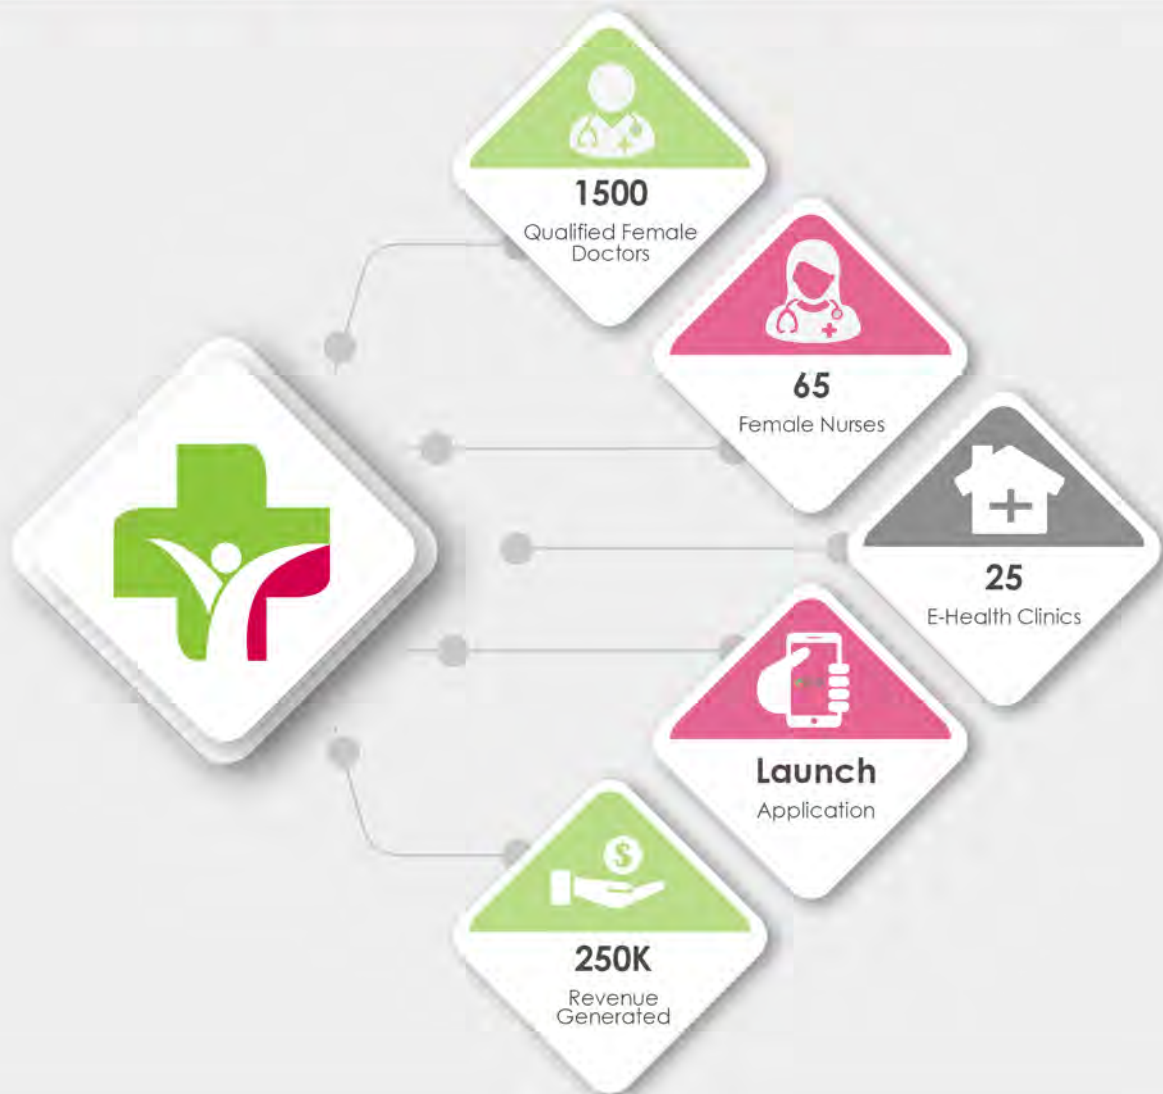 1500
Qualified Female
Doctors
65
Female Nurses
25
E-Health Clinics
Launch
Application
$
250K
Revenue
Generated